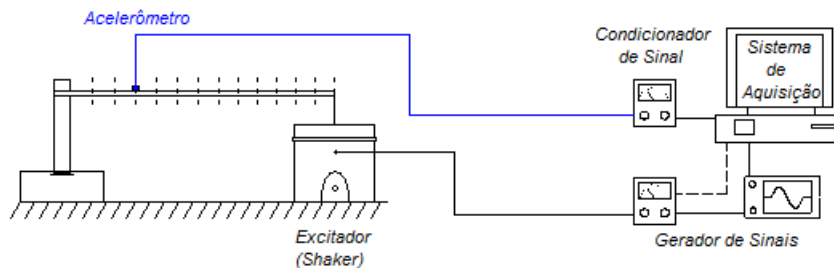 Acelerômetro
Condicionador
de Sinal
Sistema
de
Aquisição
Excitador
(Shaker)
Gerador de Sinais